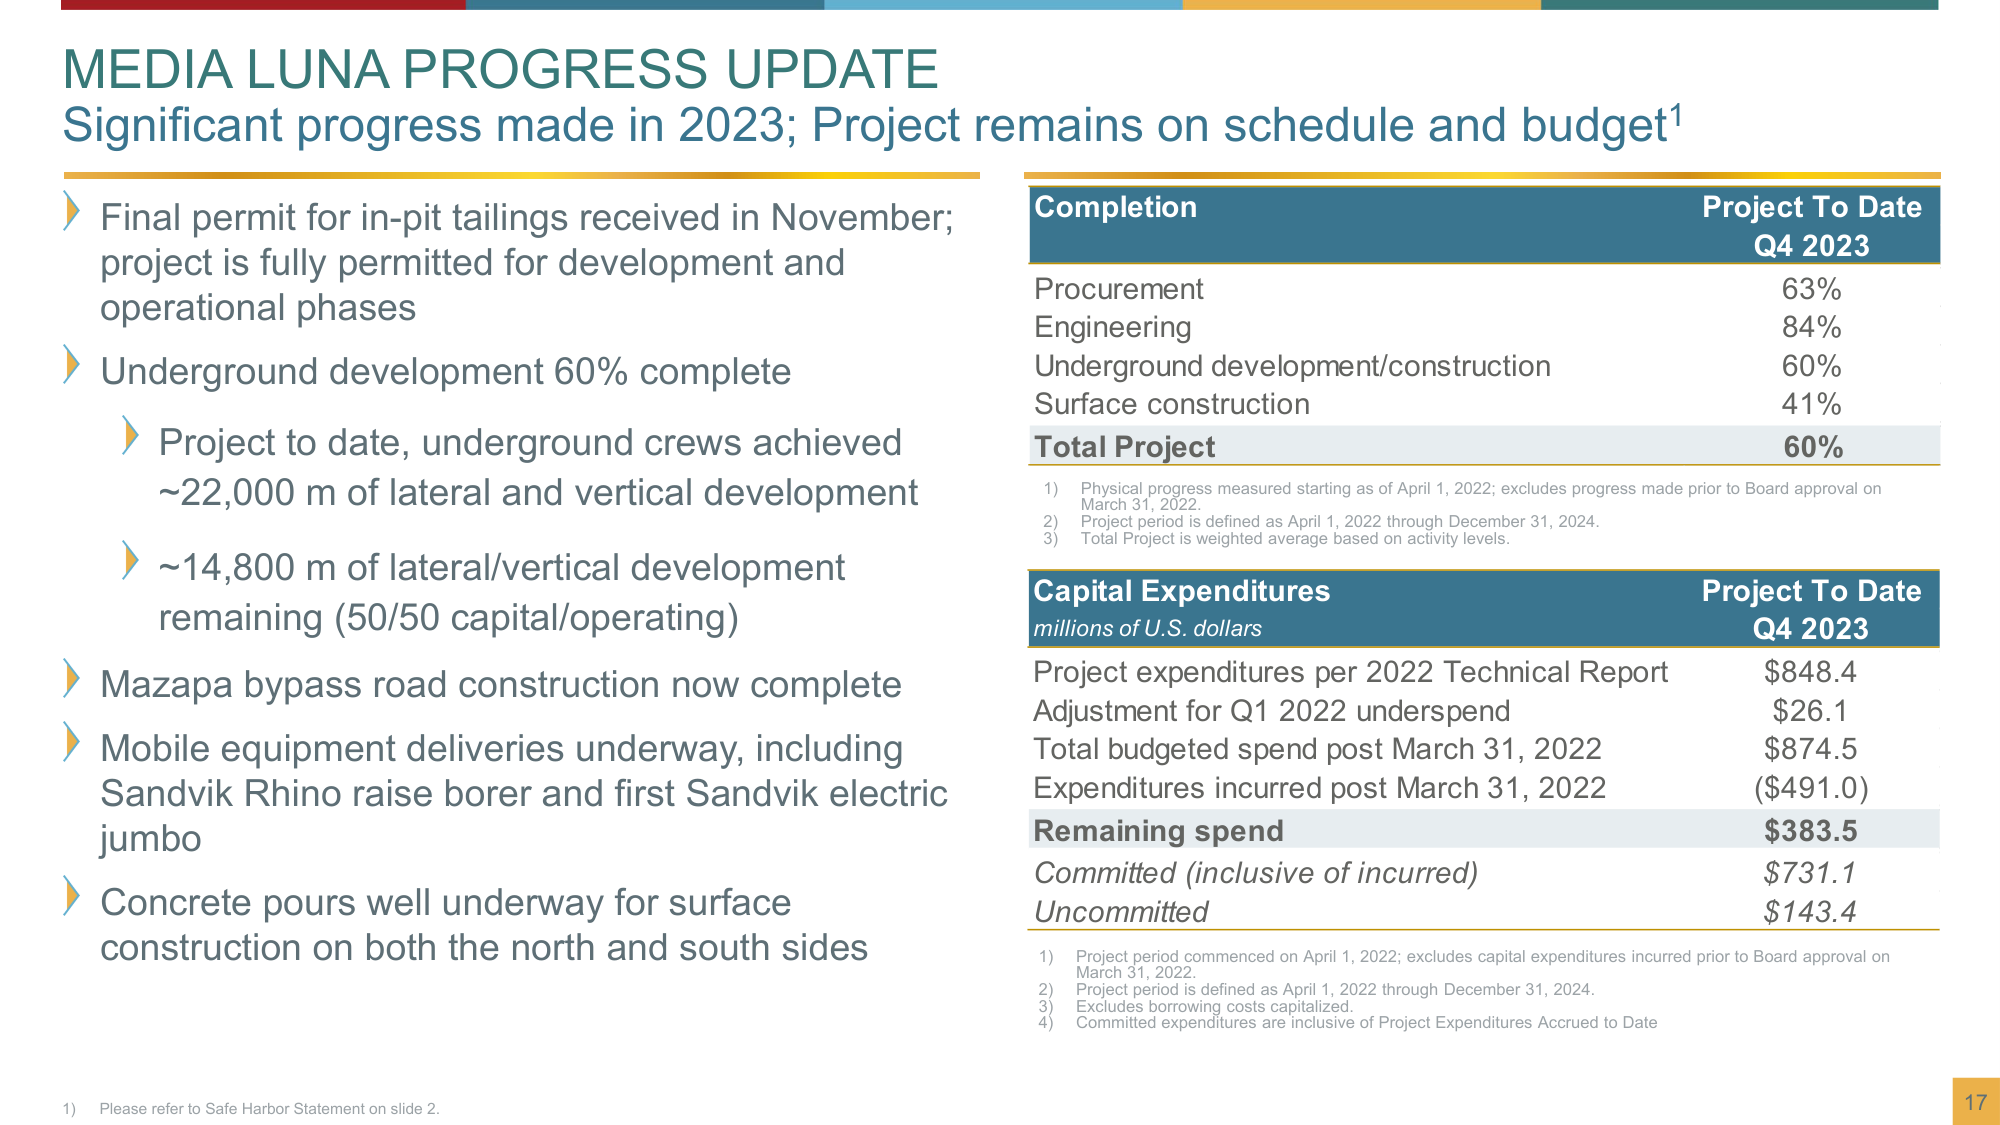 MEDIA LUNA PROGRESS UPDATE
Significant progress made in 2023; Project remains on schedule and budget1
Final permit for in-pit tailings received in November;
project is fully permitted for development and
operational phases
Underground development 60% complete
Project to date, underground crews achieved
~22,000 m of lateral and vertical development
~14,800 m of lateral/vertical development
remaining (50/50 capital/operating)
Mazapa bypass road construction now complete
Mobile equipment deliveries underway, including
Sandvik Rhino raise borer and first Sandvik electric
jumbo
Concrete pours well underway for surface
construction on both the north and south sides
Completion Project To Date
Q4 2023
Procurement 63%
Engineering 84%
Underground development/construction 60%
Surface construction 41%
Total Project 60%
1) Physical progress measured starting as of April 1, 2022; excludes progress made prior to Board approval on
March 31, 2022.
2) Project period is defined as April 1, 2022 through December 31, 2024.
3) Total Project is weighted average based on activity levels.
Capital Expenditures Project To Date
millions of U.S. dollars Q4 2023
Project expenditures per 2022 Technical Report $848.4
Adjustment for Q1 2022 underspend $26.1
Total budgeted spend post March 31, 2022 $874.5
Expenditures incurred post March 31, 2022 ($491.0)
Remaining spend $383.5
Committed (inclusive of incurred) $731.1
Uncommitted $143.4
1) Project period commenced on April 1, 2022; excludes capital expenditures incurred prior to Board approval on
March 31, 2022.
2) Project period is defined as April 1, 2022 through December 31, 2024.
3) Excludes borrowing costs capitalized.
4) Committed expenditures are inclusive of Project Expenditures Accrued to Date
1) Please refer to Safe Harbor Statement on slide 2.
17